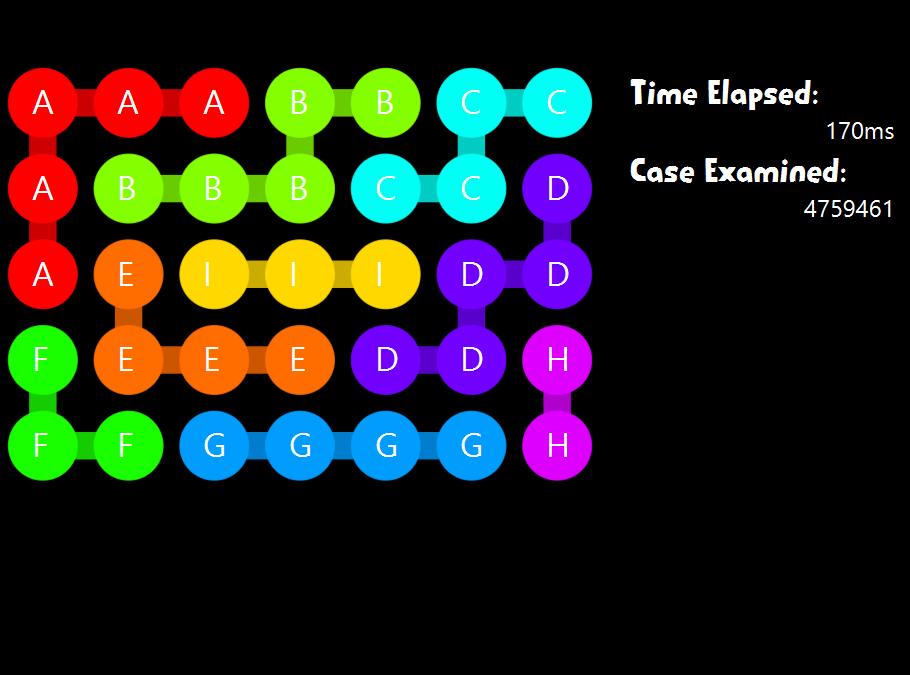 A A A B B C C
Time Elapsed:
170ms
A B B B C C D
Case Examined:
4759461
A E I I I D D
F E E E D D H
F F G G G G H